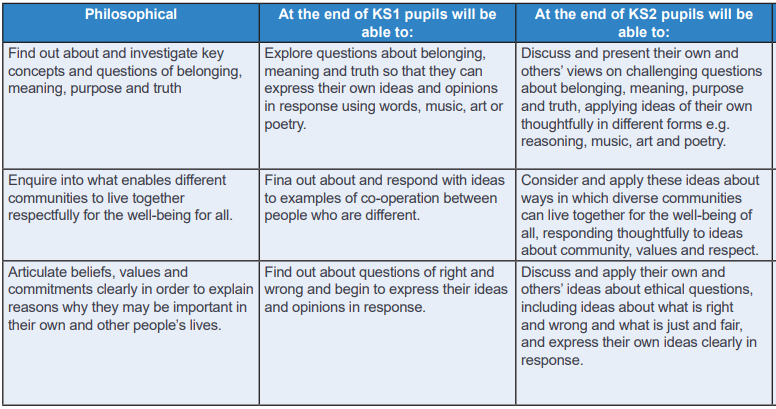 Philosophical
At the end of KS1 pupils will be
able to:
At the end of KS2 pupils will be
able to:
Find out about and investigate key
concepts and questions of belonging,
meaning, purpose and truth
Explore questions about belonging,
meaning and truth so that they can
express their own ideas and opinions
in response using words, music, art or
poetry.
Discuss and present their own and
others’ views on challenging questions
about belonging, meaning, purpose
and truth, applying ideas of their own
thoughtfully in different forms e.g.
reasoning, music, art and poetry.
Enquire into what enables different
communities to live together
respectfully for the well-being for all.
Fina out about and respond with ideas
to examples of co-operation between
people who are different.
Consider and apply these ideas about
ways in which diverse communities
can live together for the well-being of
all, responding thoughtfully to ideas
about community, values and respect.
Articulate beliefs, values and
commitments clearly in order to explain
reasons why they may be important in
their own and other people’s lives.
Find out about questions of right and
wrong and begin to express their ideas
and opinions in response.
Discuss and apply their own and
others’ ideas about ethical questions,
including ideas about what is right
and wrong and what is just and fair,
and express their own ideas clearly in
response.